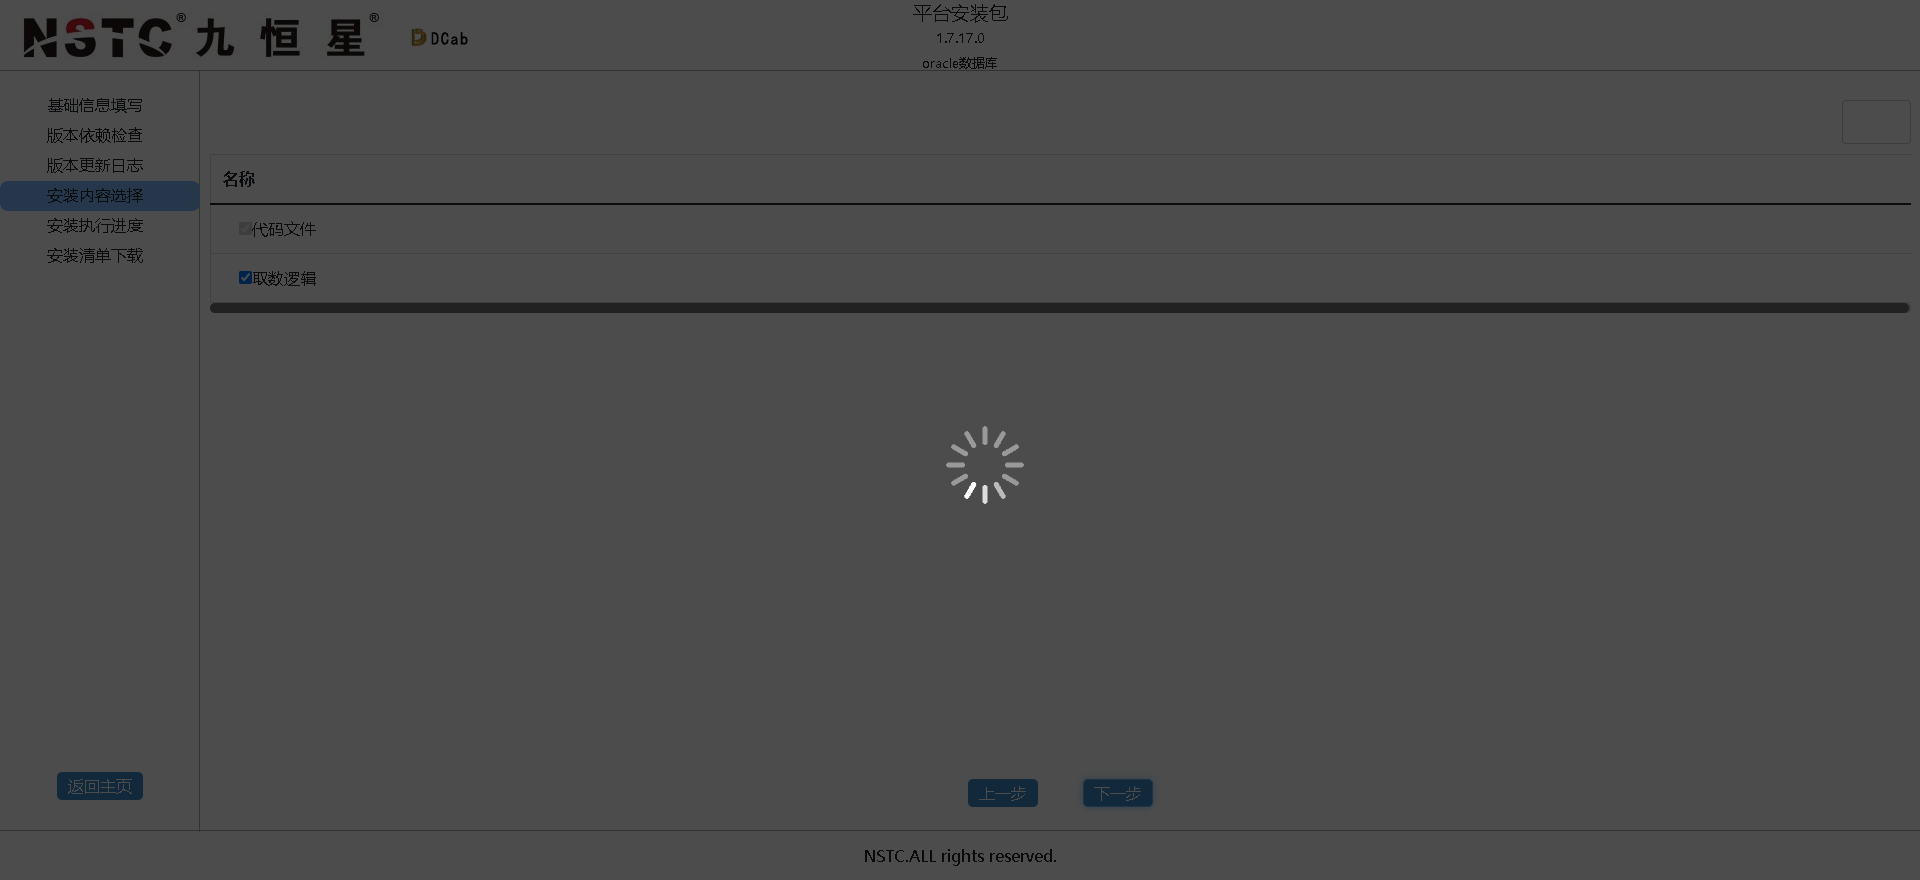 NSTC® 九恒星® DDCab
平台安装包
1.7.17.0
oracle数据库
基础信息填写
版本依赖检查
版本更新日志
安装内容选择
安装执行进度
安装清单下载
名称
代码文件
取数逻辑
返回主页
上一步
下一步
NSTC.ALL rights reserved.